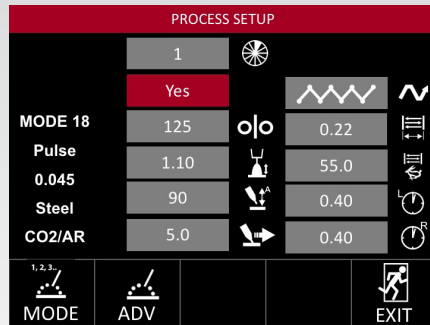 PROCESS SETUP
1
Yes
MODE 18
125
0.22
Pulse
1.10
55.0
0.045
90
A
0.40
L
Steel
CO2/AR
5.0
0.40
R
1, 2, 3..
MODE
ADV
EXIT